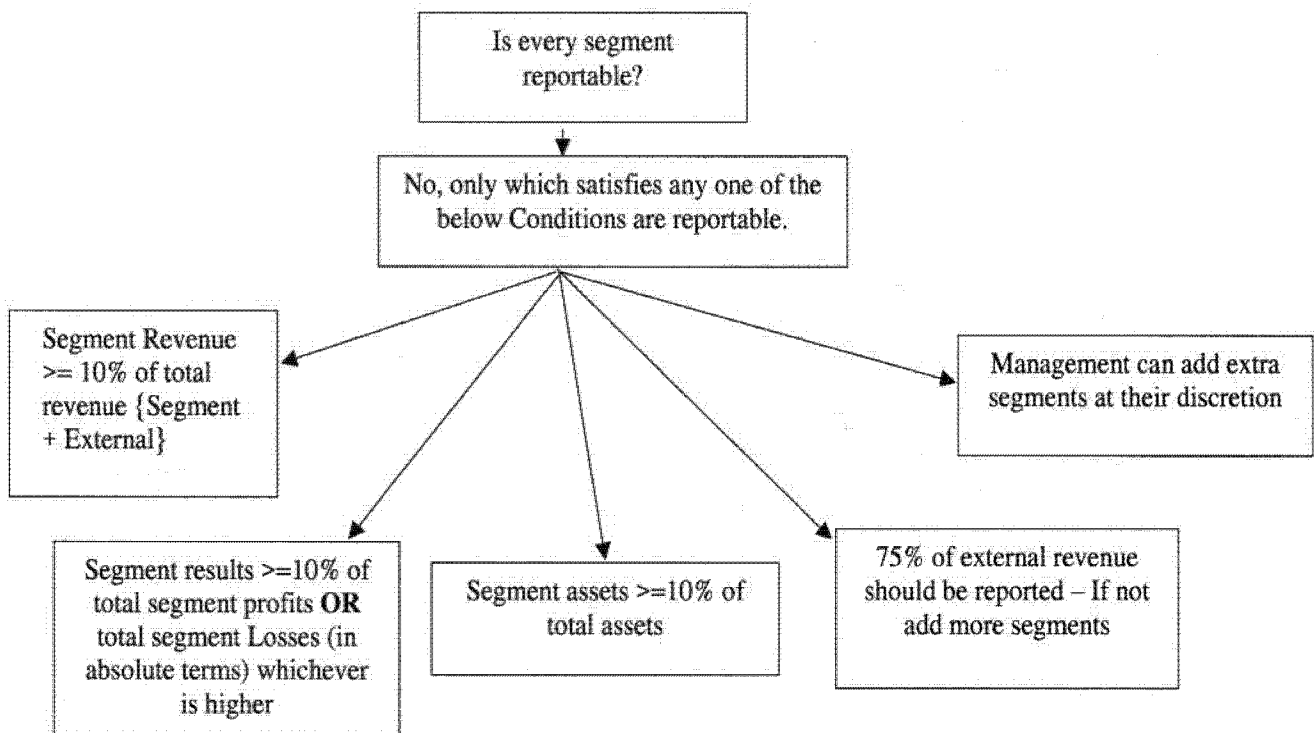 Is every segment
reportable?
No, only which satisfies any one of the
below Conditions are reportable.
Segment Revenue
>= 10% of total
revenue {Segment
+ External}
Management can add extra
segments at their discretion
Segment results >=10% of
total segment profits OR
total segment Losses (in
absolute terms) whichever
is higher
Segment assets >=10% of
total assets
75% of external revenue
should be reported – If not
add more segments